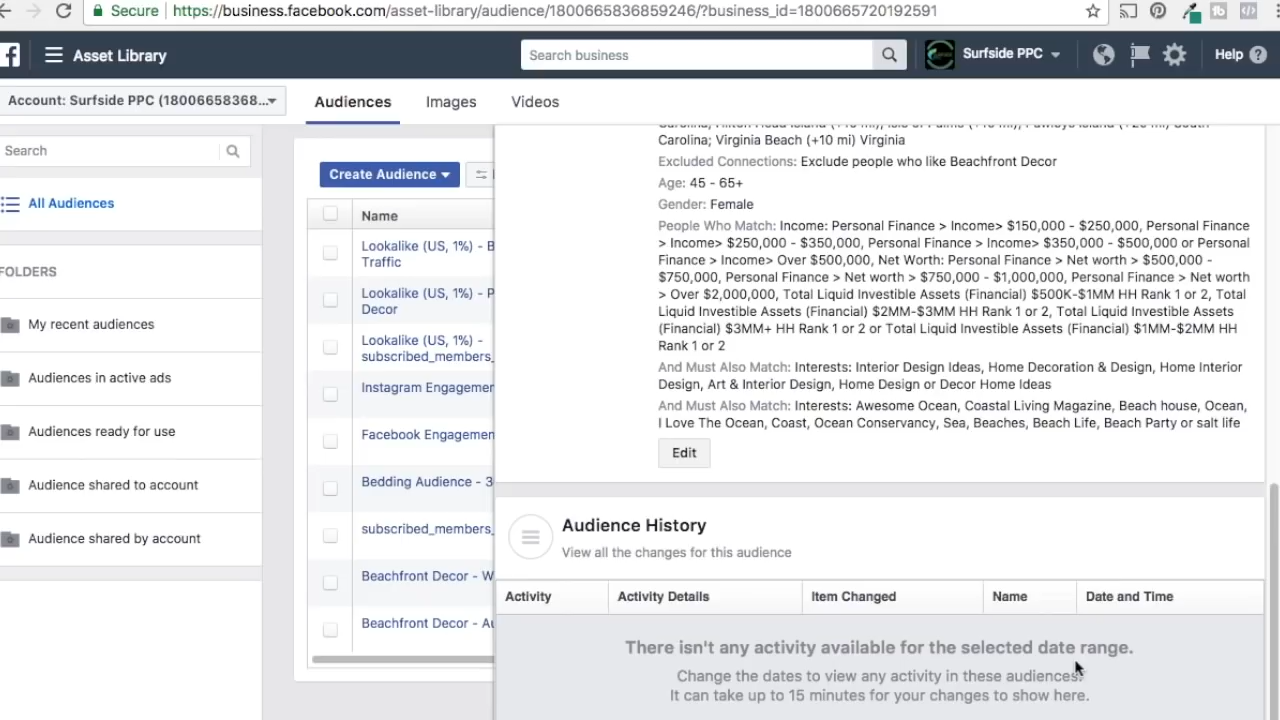 Secure https://business.facebook.com/asset-library/audience/1800665836859246/?business_id=1800665720192591
Asset Library
Search business
Surfside PPC
Help
Account: Surfside PPC (18006658368...
Audiences
Images
Videos
Search
All Audiences
FOLDERS
My recent audiences
Audiences in active ads
Audiences ready for use
Audience shared to account
Audience shared by account
Create Audience
Name
Lookalike (US, 1%) - B
Traffic
Lookalike (US, 1%) - P
Decor
Lookalike (US, 1%) -
subscribed_members_
Instagram Engagemen
Facebook Engagemen
Bedding Audience - 3
subscribed_members_
Beachfront Decor - W
Beachfront Decor - Au
Carolina; Hilton Head Island (+10 mi), Isle of Palms (+10 mi), Pawleys Island (+20 mi) South
Carolina; Virginia Beach (+10 mi) Virginia
Excluded Connections: Exclude people who like Beachfront Decor
Age: 45 - 65+
Gender: Female
People Who Match: Income: Personal Finance > Income> $150,000 - $250,000, Personal Finance
> Income> $250,000 - $350,000, Personal Finance > Income> $350,000 - $500,000 or Personal
Finance > Income> Over $500,000, Net Worth: Personal Finance > Net worth > $500,000 -
$750,000, Personal Finance > Net worth > $750,000 - $1,000,000, Personal Finance > Net worth
> Over $2,000,000, Total Liquid Investible Assets (Financial) $500K-$1MM HH Rank 1 or 2, Total
Liquid Investible Assets (Financial) $2MM-$3MM HH Rank 1 or 2, Total Liquid Investible Assets
(Financial) $3MM+ HH Rank 1 or 2 or Total Liquid Investible Assets (Financial) $1MM-$2MM HH
Rank 1 or 2
And Must Also Match: Interests: Interior Design Ideas, Home Decoration & Design, Home Interior
Design, Art & Interior Design, Home Design or Decor Home Ideas
And Must Also Match: Interests: Awesome Ocean, Coastal Living Magazine, Beach house, Ocean,
I Love The Ocean, Coast, Ocean Conservancy, Sea, Beaches, Beach Life, Beach Party or salt life
Edit
Audience History
View all the changes for this audience
Activity
Activity Details
Item Changed
Name
Date and Time
There isn't any activity available for the selected date range.
Change the dates to view any activity in these audiences.
It can take up to 15 minutes for your changes to show here.